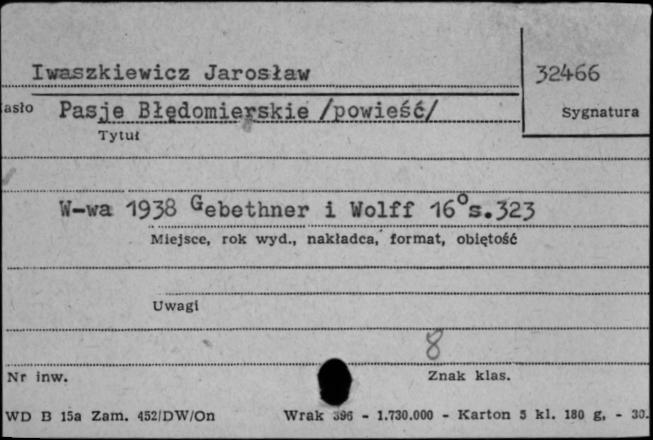 Iwaszkiewicz Jarosław
32466
asło Pasje Błędomierskie /powieść/
Sygnatura
Tytuł
W-wa 1938 Gebethner i Wolff 16° s.323
Miejsce, rok wyd., nakładca, format, objętość
Uwagi
8
Nr inw.
Znak klas.
WD B 15a Zam. 452/DW/On Wrak 396 - 1.730.000 - Karton 5 kl. 180 g, - 30.